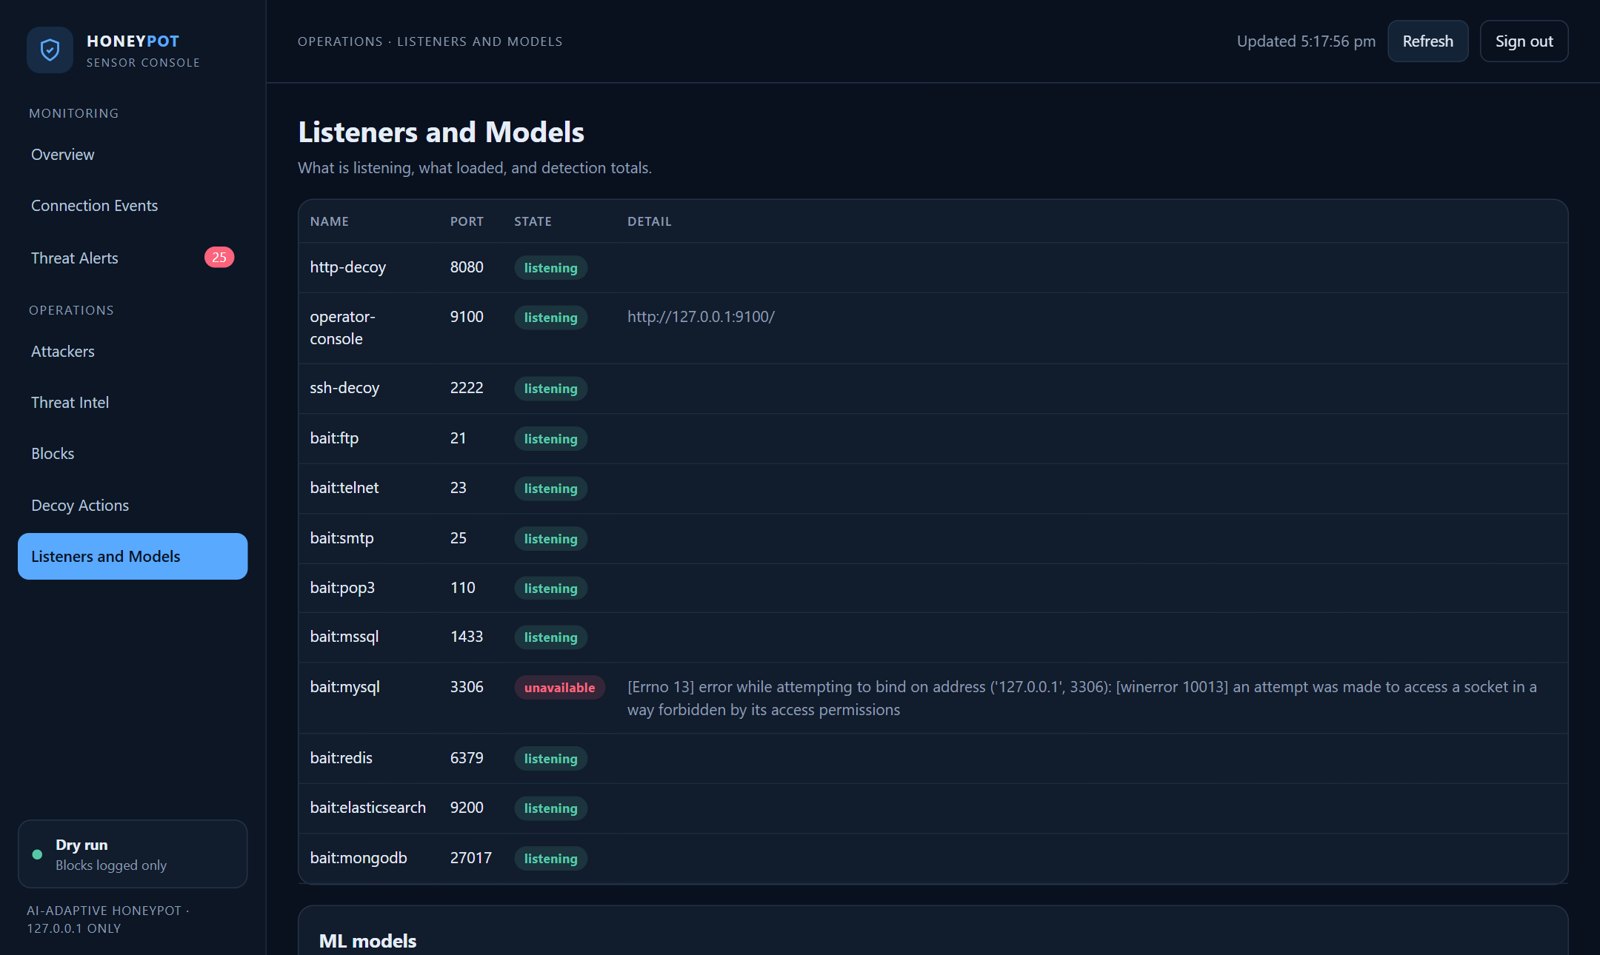 HONEYPOT
SENSOR CONSOLE
MONITORING
Overview
Connection Events
Threat Alerts 25
OPERATIONS
Attackers
Threat Intel
Blocks
Decoy Actions
Listeners and Models
Dry run
Blocks logged only
AI-ADAPTIVE HONEYPOT ·
127.0.0.1 ONLY
OPERATIONS · LISTENERS AND MODELS
Updated 5:17:56 pm Refresh Sign out
Listeners and Models
What is listening, what loaded, and detection totals.
NAME PORT STATE DETAIL
http-decoy 8080 listening
operator-console 9100 listening http://127.0.0.1:9100/
ssh-decoy 2222 listening
bait:ftp 21 listening
bait:telnet 23 listening
bait:smtp 25 listening
bait:pop3 110 listening
bait:mssql 1433 listening
bait:mysql 3306 unavailable [Errno 13] error while attempting to bind on address ('127.0.0.1', 3306): [winerror 10013] an attempt was made to access a socket in a
way forbidden by its access permissions
bait:redis 6379 listening
bait:elasticsearch 9200 listening
bait:mongodb 27017 listening
ML models